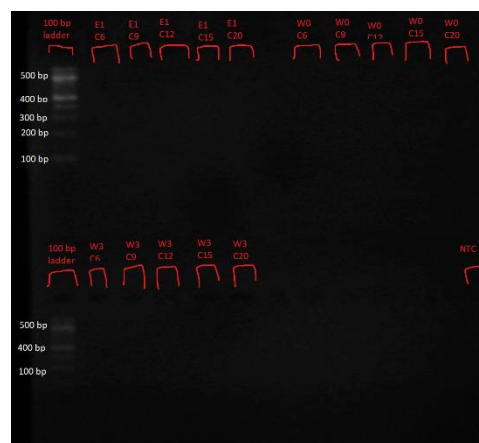 100 bp E1 E1 E1 E1 E1 W0 W0 W0 W0 W0
ladder C6 C9 C12 C15 C20 C6 C9 C12 C15 C20
500 bp
400 bp
300 bp
200 bp
100 bp
100 bp W3 W3 W3 W3 W3 NTC
ladder C6 C9 C12 C15 C20
500 bp
400 bp
100 bp